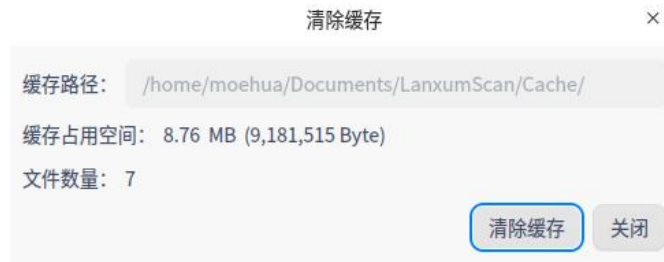 清除缓存
缓存路径： /home/moehua/Documents/LanxumScan/Cache/
缓存占用空间： 8.76 MB (9,181,515 Byte)
文件数量： 7
清除缓存 关闭